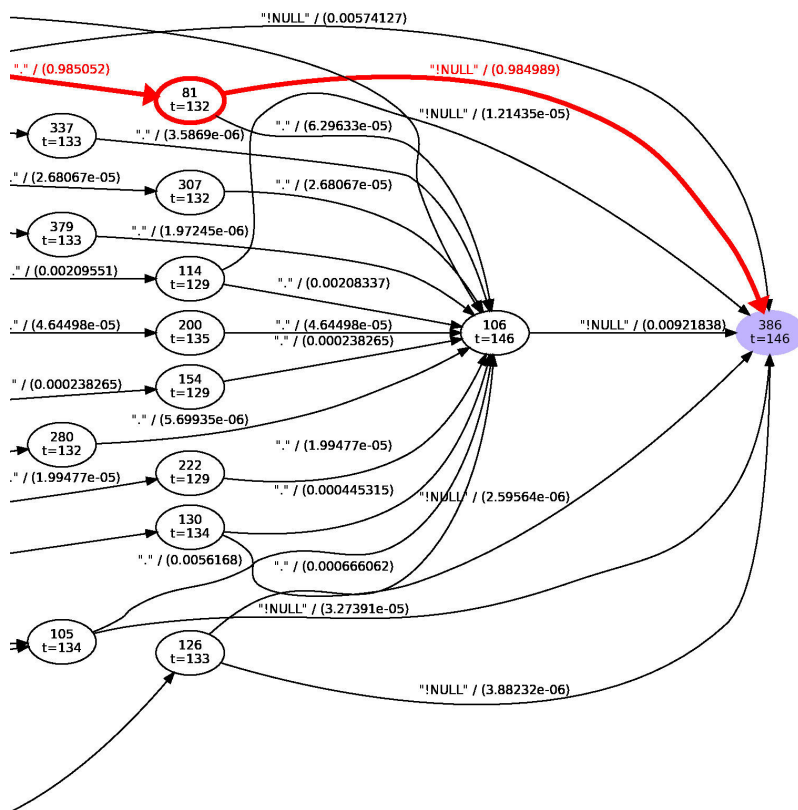 "!NULL" / (0.00574127)
"." / (0.985052)
"!NULL" / (0.984989)
81
t=132
"!NULL" / (1.21435e-05)
"." / (6.29633e-05)
337
t=133
"." / (3.5869e-06)
." / (2.68067e-05)
307
t=132
"." / (2.68067e-05)
379
t=133
"." / (1.97245e-06)
"." / (0.00209551)
114
t=129
"." / (0.00208337)
." / (4.64498e-05)
200
t=135
"." / (4.64498e-05)
106
t=146
"!NULL" / (0.00921838)
386
t=146
"." / (0.000238265)
" / (0.000238265)
154
t=129
"." / (5.69935e-06)
280
t=132
"." / (1.99477e-05)
." / (1.99477e-05)
222
t=129
"." / (0.000445315)
"!NULL" / (2.59564e-06)
130
t=134
"." / (0.0056168)
"." / (0.000666062)
"!NULL" / (3.27391e-05)
105
t=134
126
t=133
"!NULL" / (3.88232e-06)